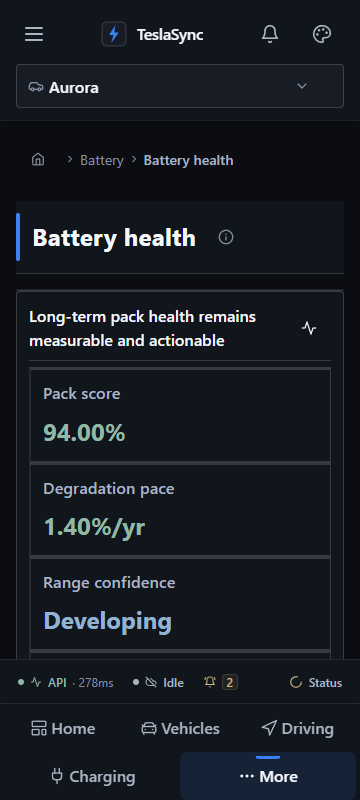 TeslaSync
Aurora
Battery
Battery health
Battery health
Long-term pack health remains
measurable and actionable
Pack score
94.00%
Degradation pace
1.40%/yr
Range confidence
Developing
API · 278ms
Idle
2
Status
Home
Vehicles
Driving
Charging
More